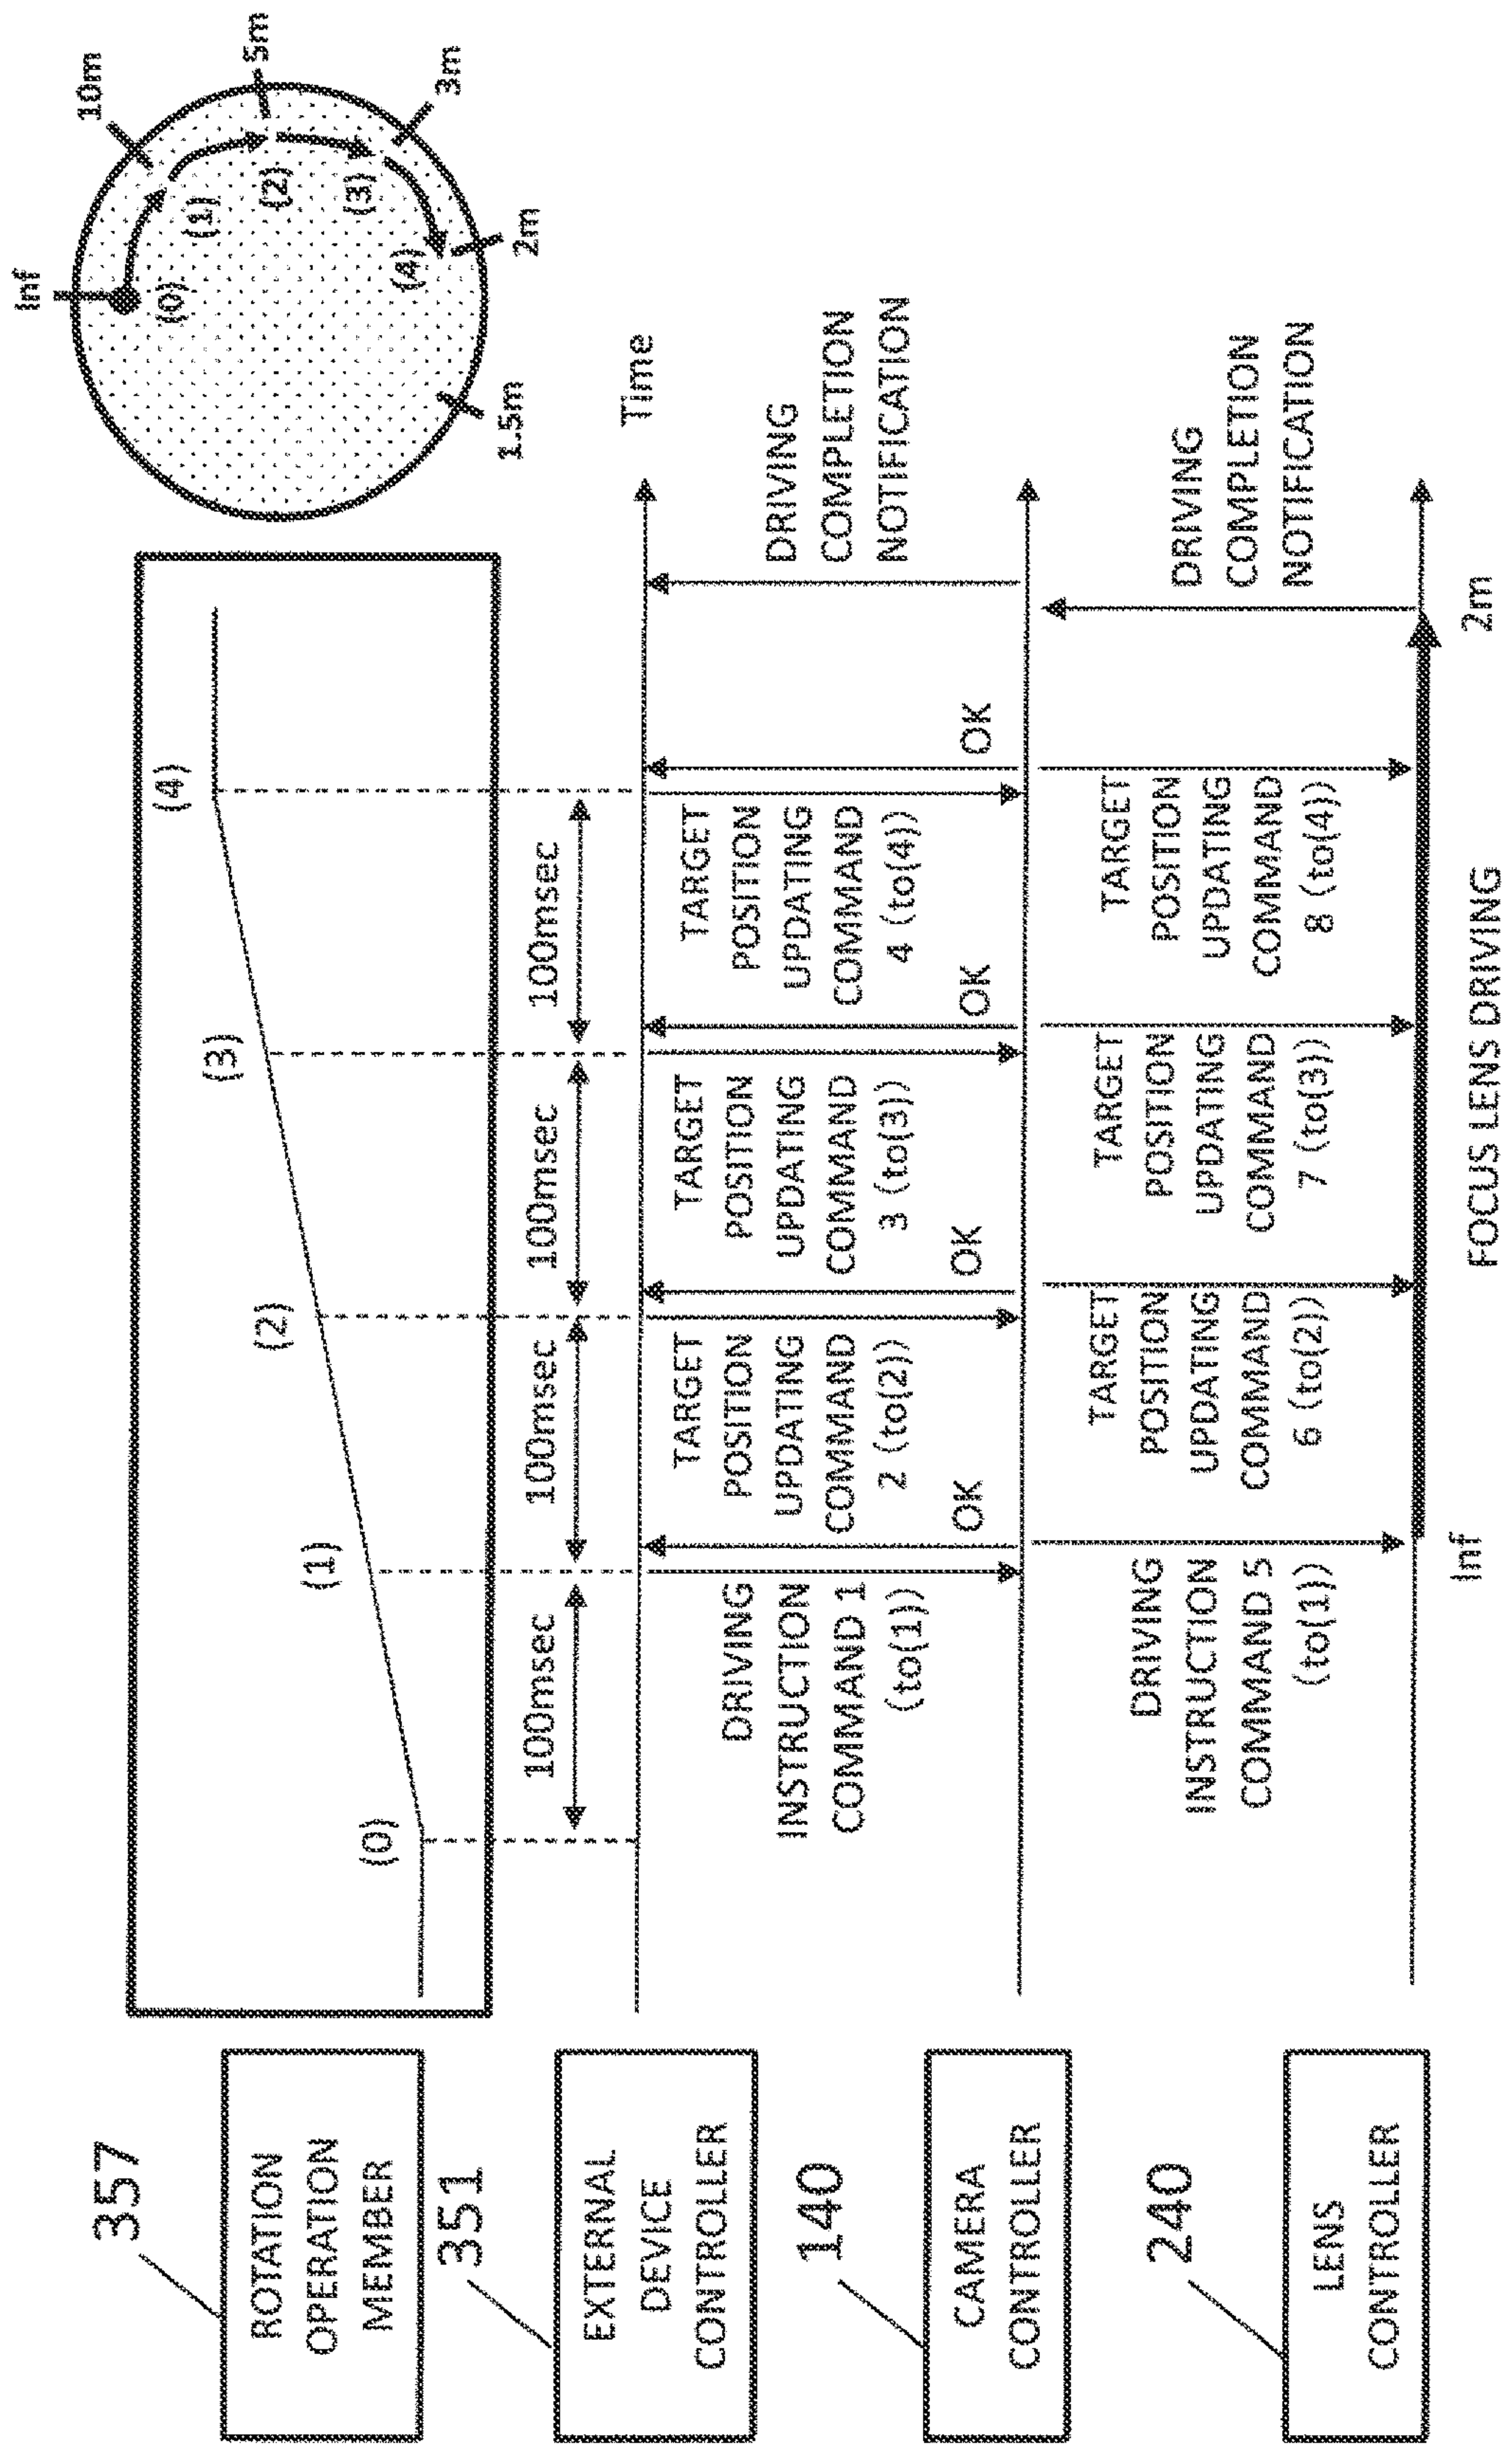 357
ROTATION
OPERATION
MEMBER
(0)
(1)
(2)
(3)
(4)
Inf
10m
5m
3m
2m
1.5m
(0)
(1)
(2)
(3)
(4)
351
EXTERNAL
DEVICE
CONTROLLER
100msec
100msec
100msec
100msec
Time
DRIVING
INSTRUCTION
COMMAND 1
(to(1))
OK
TARGET
POSITION
UPDATING
COMMAND
2 (to(2))
OK
TARGET
POSITION
UPDATING
COMMAND
3 (to(3))
OK
TARGET
POSITION
UPDATING
COMMAND
4 (to(4))
OK
DRIVING
COMPLETION
NOTIFICATION
140
CAMERA
CONTROLLER
DRIVING
INSTRUCTION
COMMAND 5
(to(1))
TARGET
POSITION
UPDATING
COMMAND
6 (to(2))
TARGET
POSITION
UPDATING
COMMAND
7 (to(3))
TARGET
POSITION
UPDATING
COMMAND
8 (to(4))
DRIVING
COMPLETION
NOTIFICATION
240
LENS
CONTROLLER
Inf
2m
FOCUS LENS DRIVING